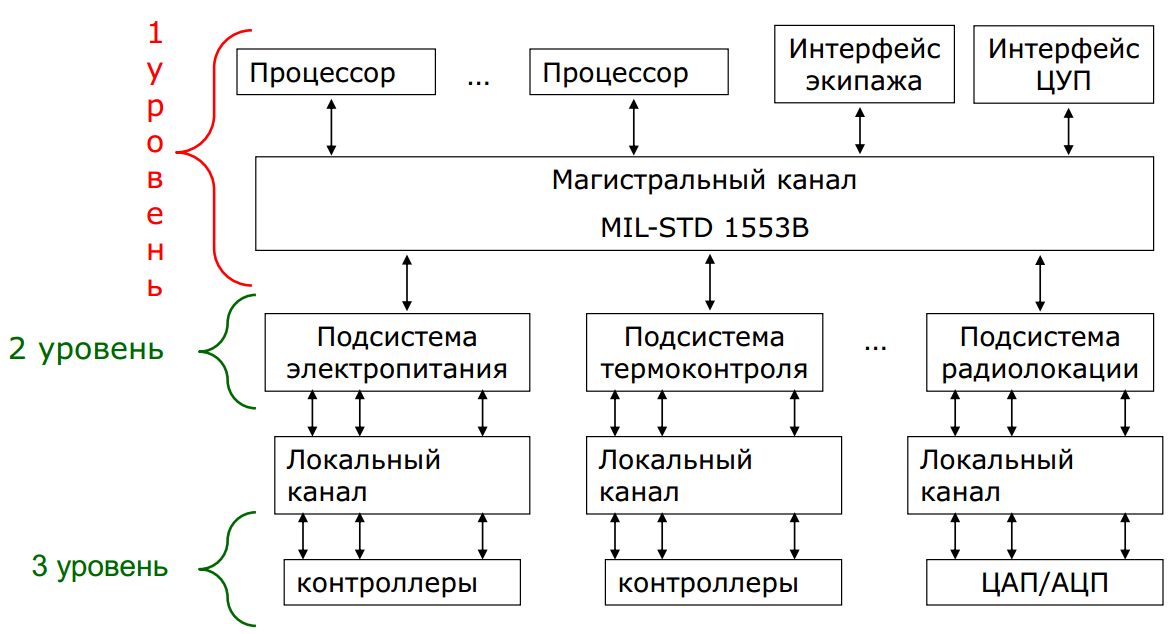 1
у
р
о
в
е
н
ь
Процессор
...
Процессор
Интерфейс
экипажа
Интерфейс
ЦУП
Магистральный канал
MIL-STD 1553B
2 уровень
Подсистема
электропитания
Подсистема
термоконтроля
...
Подсистема
радиолокации
Локальный
канал
Локальный
канал
Локальный
канал
3 уровень
контроллеры
контроллеры
ЦАП/АЦП